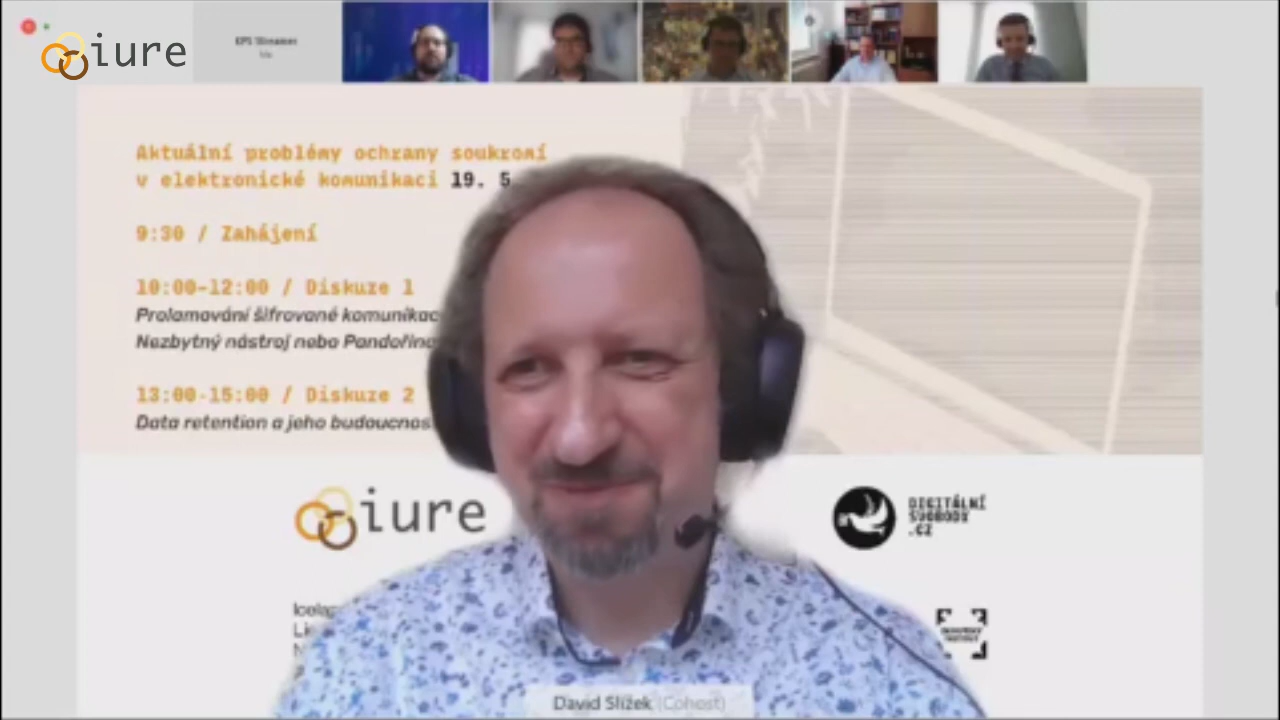 iure
Aktuální problémy ochrany soukromí
v elektronické komunikaci 19. 5
9:30 / Zahájení
10:00-12:00 / Diskuze 1
Prolamování šifrované komunikac
Nezbytný nástroj nebo Pandořina
13:00-15:00 / Diskuze 2
Data retention a jeho budoucnos
iure
DIGITÁLNÍ
SVOBODY
.CZ
David Slížek (Cohost)